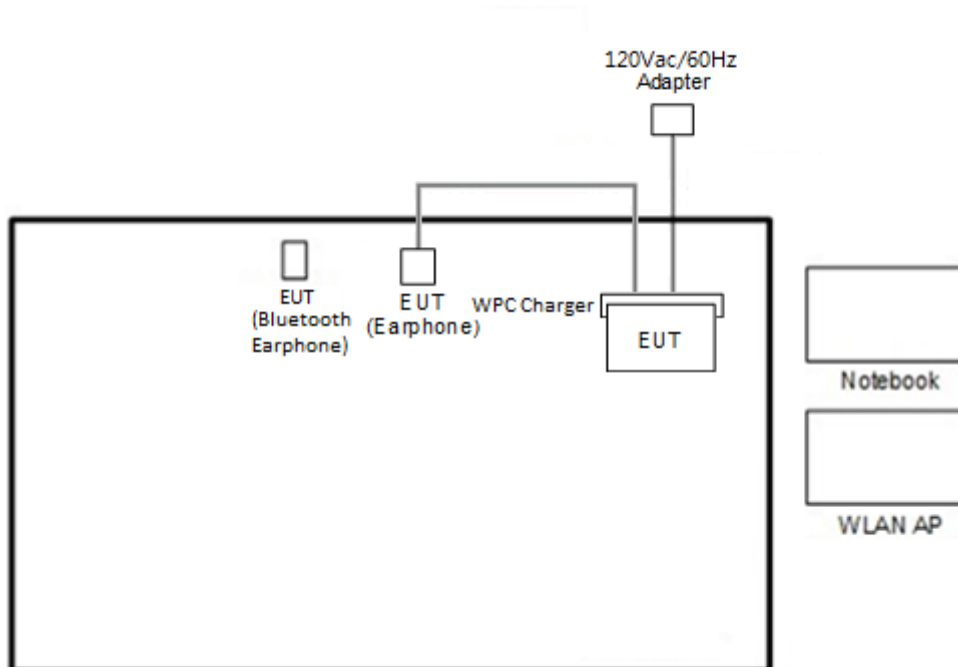 120Vac/60Hz
Adapter
EUT
(Bluetooth
Earphone)
EUT
(Earphone)
WPC Charger
EUT
Notebook
WLAN AP